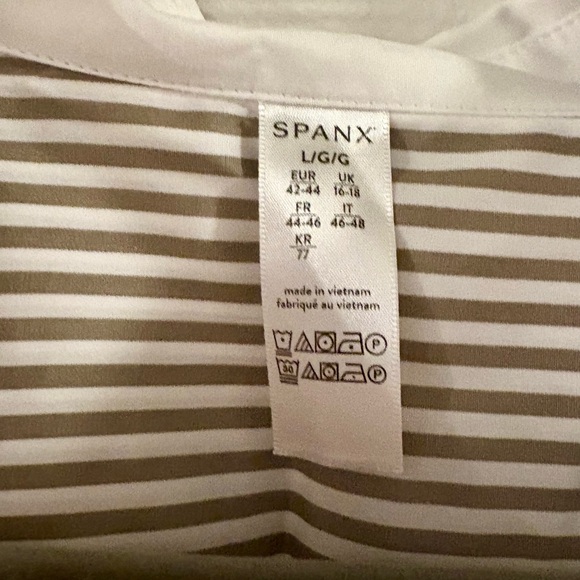 SPANX
L/G/G
EUR UK
42-44 16-18
FR IT
44-46 46-48
KR
77
made in vietnam
fabriqué au vietnam
P
30 P